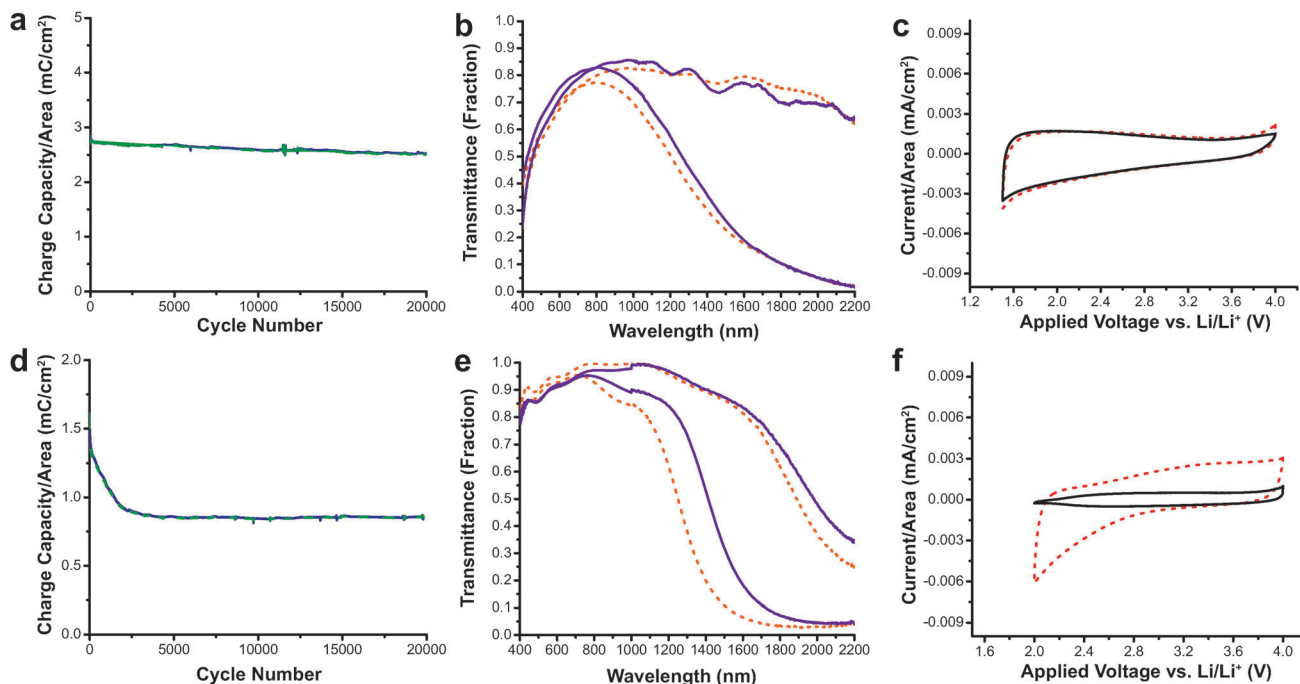 a
5
4
3
2
1
0
0 5000 10000 15000 20000
Charge Capacity/Area (mC/cm²)
Cycle Number
b
1.0
0.9
0.8
0.7
0.6
0.5
0.4
0.3
0.2
0.1
0.0
400 600 800 1000 1200 1400 1600 1800 2000 2200
Transmittance (Fraction)
Wavelength (nm)
c
0.009
0.006
0.003
0.000
-0.003
-0.006
-0.009
1.2 1.6 2.0 2.4 2.8 3.2 3.6 4.0
Current/Area (mA/cm²)
Applied Voltage vs. Li/Li⁺ (V)
d
2.0
1.5
1.0
0.5
0.0
0 5000 10000 15000 20000
Charge Capacity/Area (mC/cm²)
Cycle Number
e
1.0
0.9
0.8
0.7
0.6
0.5
0.4
0.3
0.2
0.1
0.0
400 600 800 1000 1200 1400 1600 1800 2000 2200
Transmittance (Fraction)
Wavelength (nm)
f
0.009
0.006
0.003
0.000
-0.003
-0.006
-0.009
1.6 2.0 2.4 2.8 3.2 3.6 4.0
Current/Area (mA/cm²)
Applied Voltage vs. Li/Li⁺ (V)